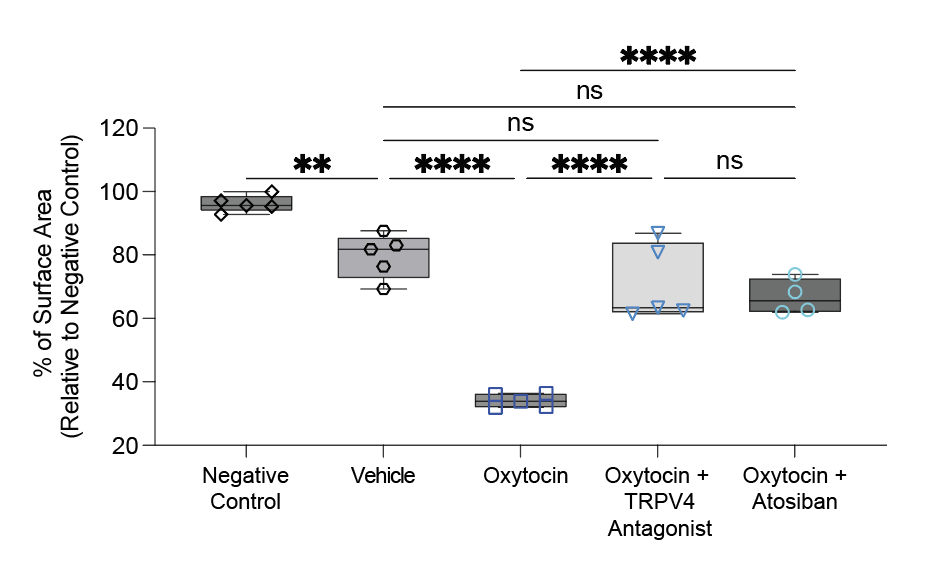 ✱✱✱✱
ns
ns
✱✱
✱✱✱✱
✱✱✱✱
ns
% of Surface Area
(Relative to Negative Control)
120
100
80
60
40
20
Negative
Control
Vehicle
Oxytocin
Oxytocin +
TRPV4
Antagonist
Oxytocin +
Atosiban